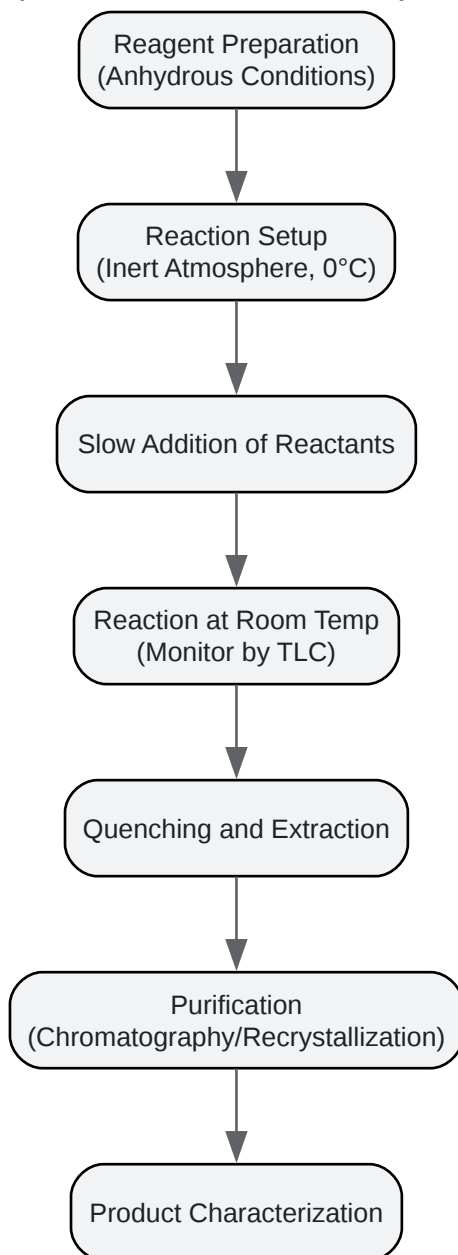 Reagent Preparation
(Anhydrous Conditions)
Reaction Setup
(Inert Atmosphere, 0°C)
Slow Addition of Reactants
Reaction at Room Temp
(Monitor by TLC)
Quenching and Extraction
Purification
(Chromatography/Recrystallization)
Product Characterization